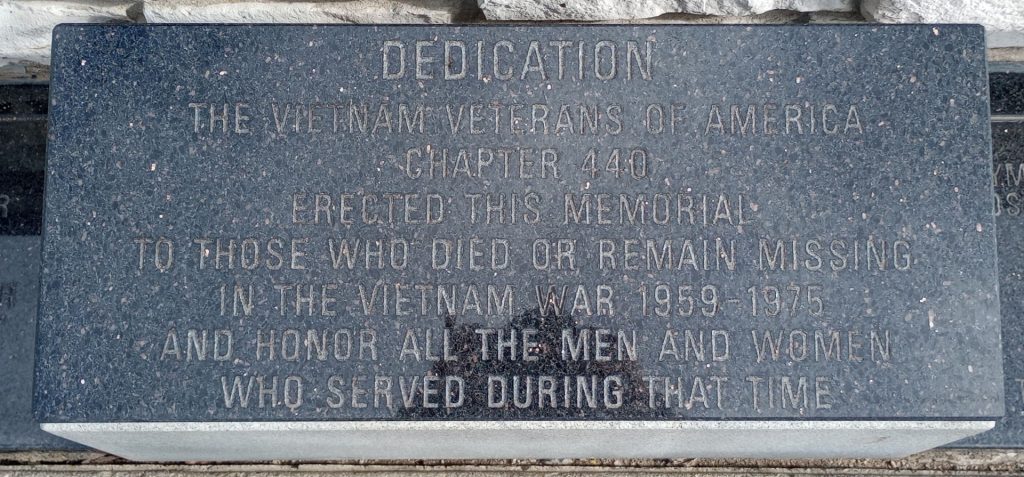 DEDICATION
THE VIETNAM VETERANS OF AMERICA
CHAPTER 440
ERECTED THIS MEMORIAL
TO THOSE WHO DIED OR REMAIN MISSING
IN THE VIETNAM WAR 1959-1975
AND HONOR ALL THE MEN AND WOMEN
WHO SERVED DURING THAT TIME